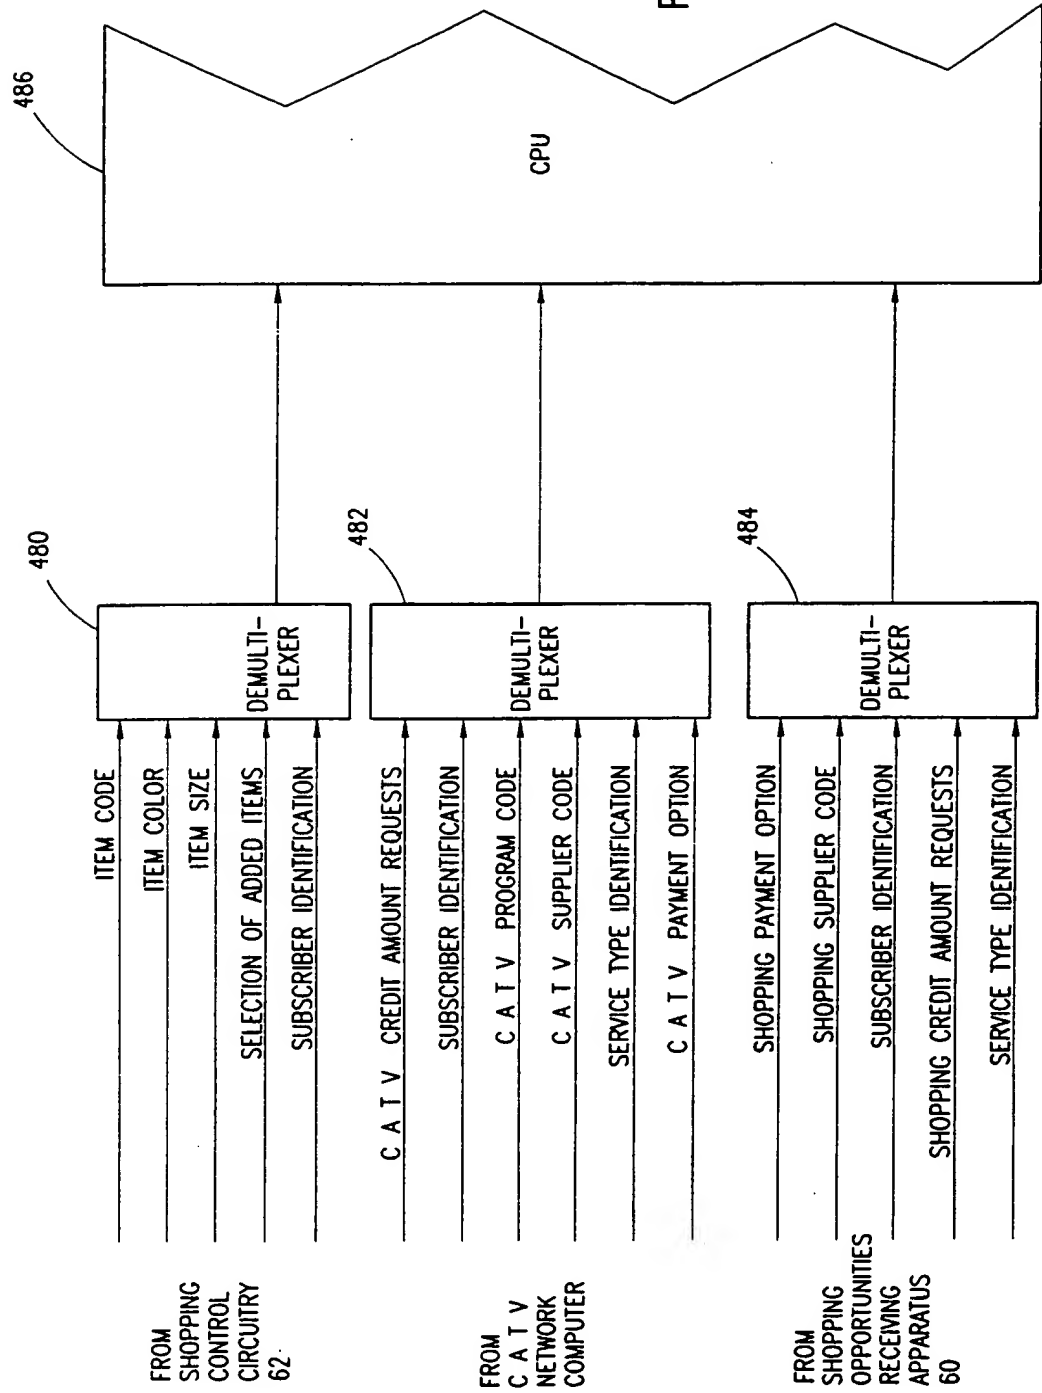 FROM
SHOPPING
CONTROL
CIRCUITRY
62
ITEM CODE
ITEM COLOR
ITEM SIZE
SELECTION OF ADDED ITEMS
SUBSCRIBER IDENTIFICATION
480
DEMULTI-
PLEXER
FROM
C A T V
NETWORK
COMPUTER
C A T V CREDIT AMOUNT REQUESTS
SUBSCRIBER IDENTIFICATION
C A T V PROGRAM CODE
C A T V SUPPLIER CODE
SERVICE TYPE IDENTIFICATION
C A T V PAYMENT OPTION
482
DEMULTI-
PLEXER
FROM
SHOPPING
OPPORTUNITIES
RECEIVING
APPARATUS
60
SHOPPING PAYMENT OPTION
SHOPPING SUPPLIER CODE
SUBSCRIBER IDENTIFICATION
SHOPPING CREDIT AMOUNT REQUESTS
SERVICE TYPE IDENTIFICATION
484
DEMULTI-
PLEXER
486
CPU